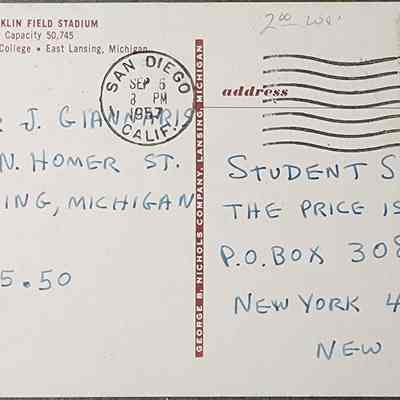 KLIN FIELD STADIUM
Capacity 50,745
College • East Lansing, Michigan
SAN DIEGO
SEP 6
8 PM
1957
CALIF.
J. GIANNARIS
N. HOMER ST.
ING, MICHIGAN
5.50
GEORGE B. NICHOLS COMPANY, LANSING, MICHIGAN
2.00
address
STUDENT S
THE PRICE IS
P.O. BOX 308
NEW YORK 4
NEW